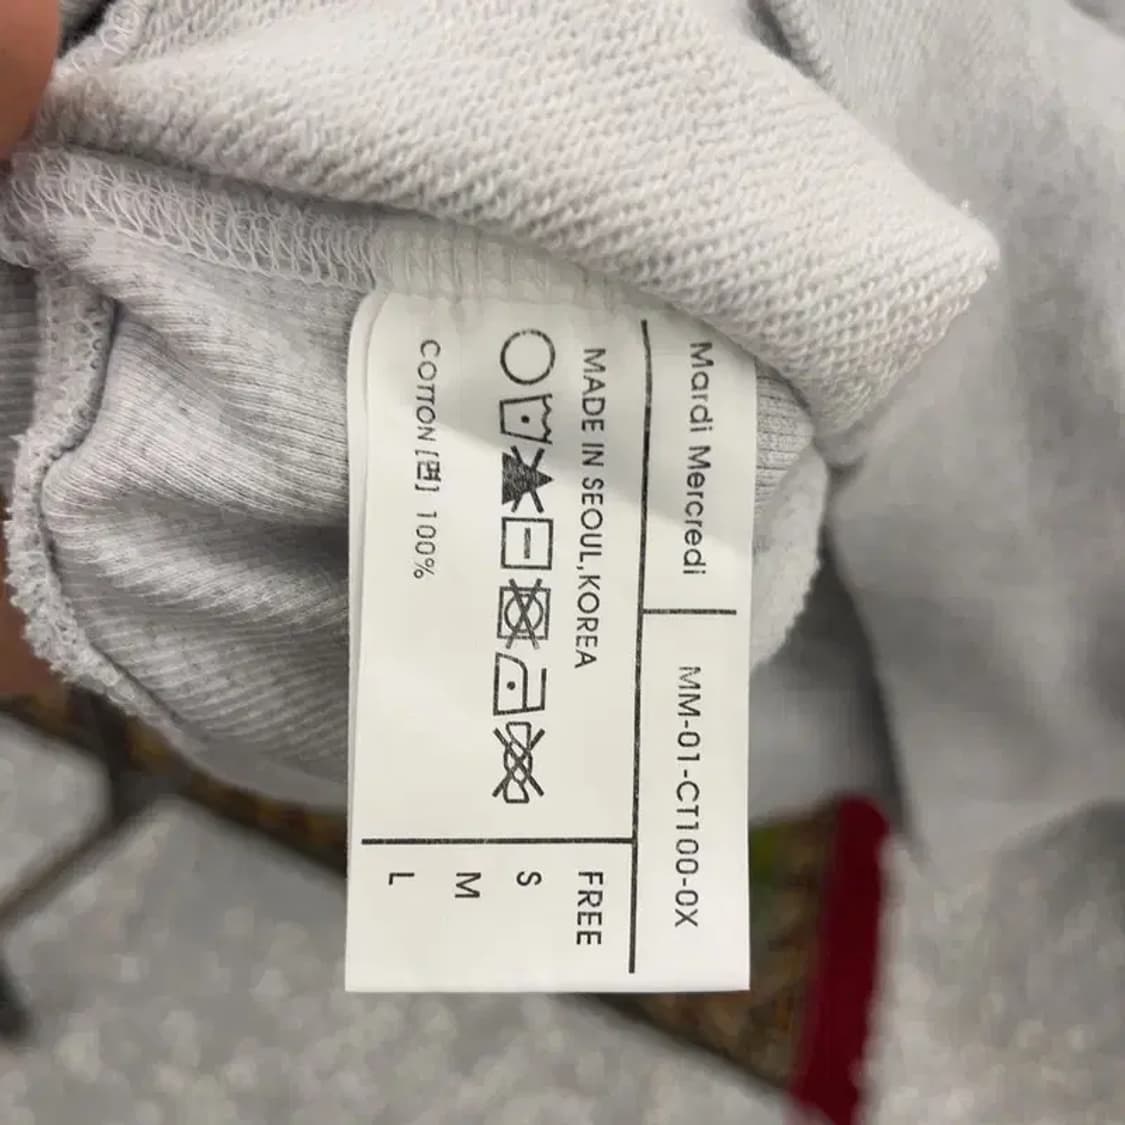 Mardi Mercredi
MM-01-CT100-0X
MADE IN SEOUL,KOREA
COTTON [면] 100%
FREE
S
M
L